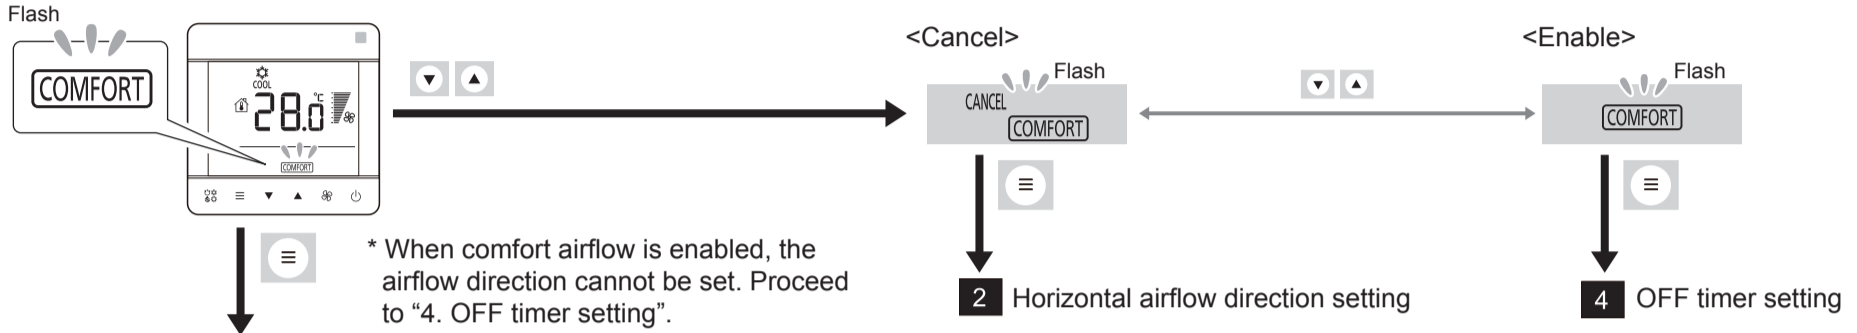 Flash
COMFORT
COOL
28.0 °C
COMFORT
* When comfort airflow is enabled, the
airflow direction cannot be set. Proceed
to “4. OFF timer setting”.
<Cancel>
Flash
CANCEL
COMFORT
2 Horizontal airflow direction setting
<Enable>
Flash
COMFORT
4 OFF timer setting